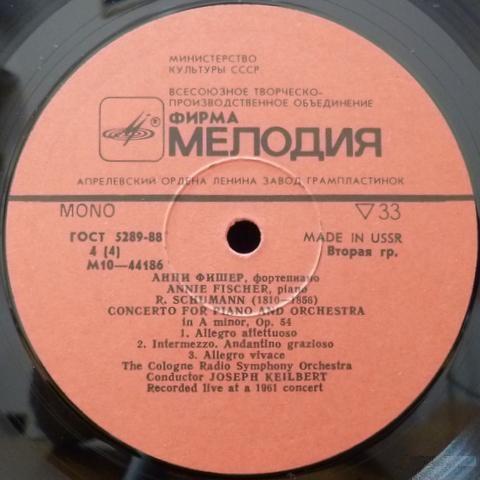 МИНИСТЕРСТВО
КУЛЬТУРЫ СССР
ВСЕСОЮЗНОЕ ТВОРЧЕСКО-
ПРОИЗВОДСТВЕННОЕ ОБЪЕДИНЕНИЕ
ФИРМА
® МЕЛОДИЯ
АПРЕЛЕВСКИЙ ОРДЕНА ЛЕНИНА ЗАВОД ГРАМПЛАСТИНОК
MONO
▽33
ГОСТ 5289-88
4 (4)
М10—44186
MADE IN USSR
Вторая гр.
АННИ ФИШЕР, фортепиано
ANNIE FISCHER, piano
R. SCHUMANN (1810—1856)
CONCERTO FOR PIANO AND ORCHESTRA
in A minor, Op. 54
1. Allegro affettuoso
2. Intermezzo. Andantino grazioso
3. Allegro vivace
The Cologne Radio Symphony Orchestra
Conductor JOSEPH KEILBERT
Recorded live at a 1961 concert